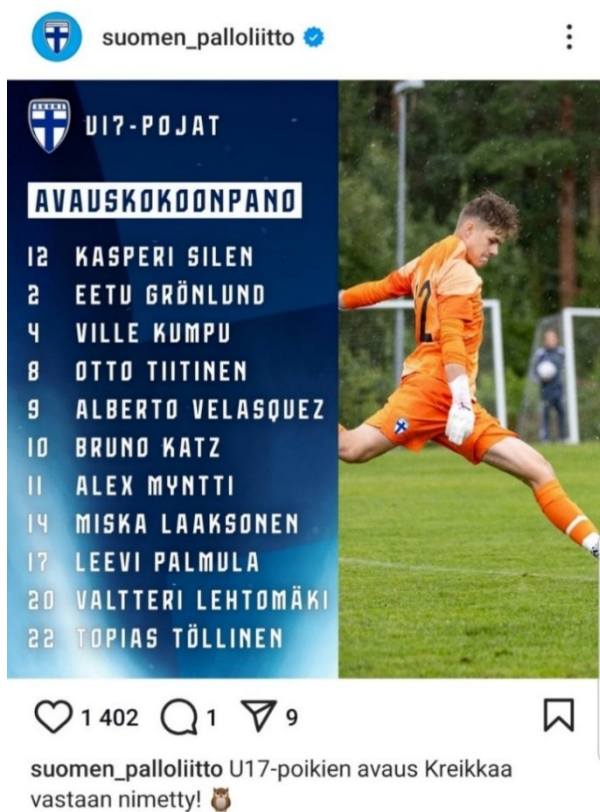 suomen_palloliitto
SUOMI
U17-POJAT
AVAUSKOKOONPANO
12 KASPERI SILEN
2 EETU GRÖNLUND
4 VILLE KUMPU
8 OTTO TIITINEN
9 ALBERTO VELASQUEZ
10 BRUNO KATZ
11 ALEX MYNTTI
14 MISKA LAAKSONEN
17 LEEVI PALMULA
20 VALTTERI LEHTOMÄKI
22 TOPIAS TÖLLINEN
12
1 402 1 9
suomen_palloliitto U17-poikien avaus Kreikkaa
vastaan nimetty!